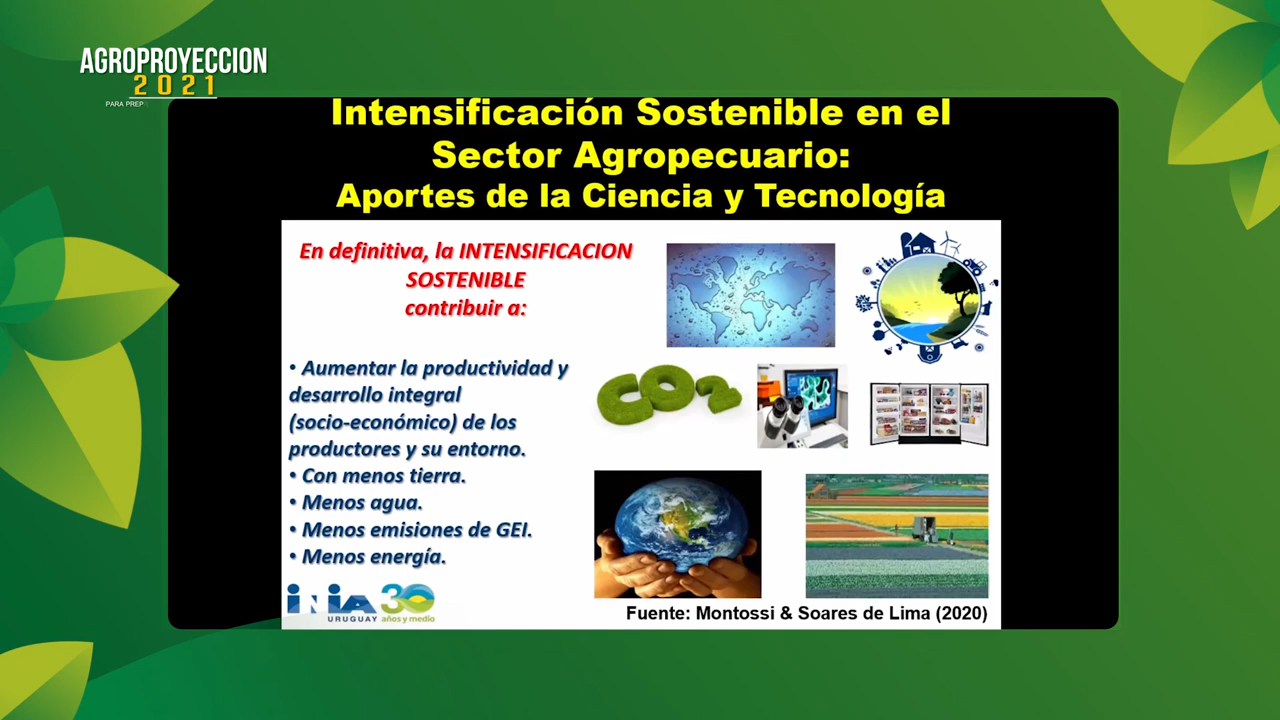 AGROPROYECCION
2021
PARA PREP
Intensificación Sostenible en el
Sector Agropecuario:
Aportes de la Ciencia y Tecnología
En definitiva, la INTENSIFICACION
SOSTENIBLE
contribuir a:
• Aumentar la productividad y
desarrollo integral
(socio-económico) de los
productores y su entorno.
• Con menos tierra.
• Menos agua.
• Menos emisiones de GEI.
• Menos energía.
CO2
iNiA 30
URUGUAY años y medio
Fuente: Montossi & Soares de Lima (2020)